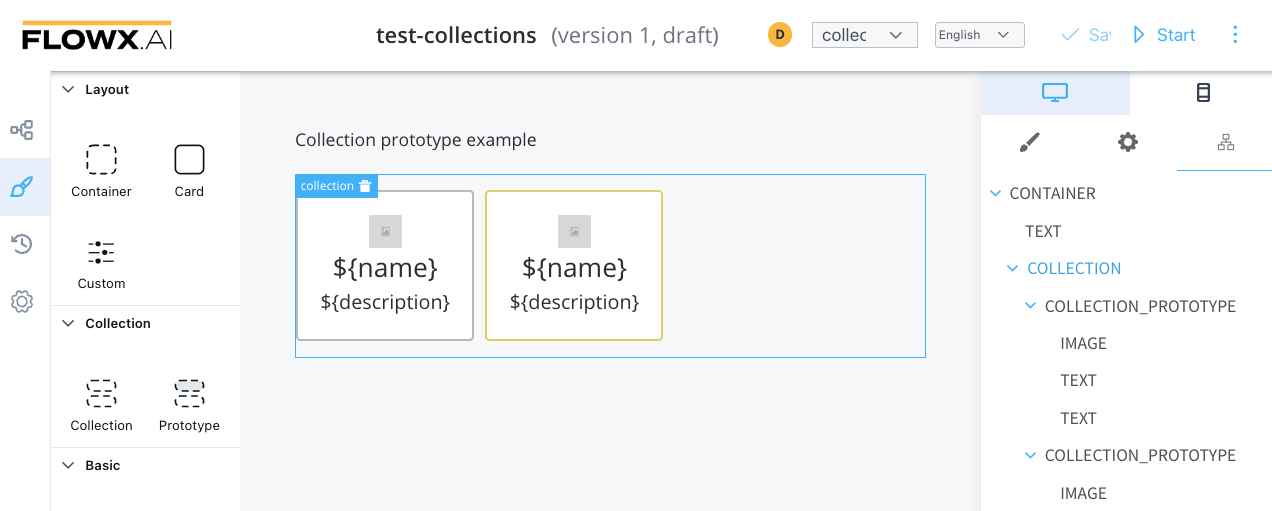 FLOWX.AI
test-collections (version 1, draft)
D
collec
English
Sav
Start
Layout
Container
Card
Custom
Collection
Collection
Prototype
Basic
Collection prototype example
collection
${name}
${description}
${name}
${description}
CONTAINER
TEXT
COLLECTION
COLLECTION_PROTOTYPE
IMAGE
TEXT
TEXT
COLLECTION_PROTOTYPE
IMAGE